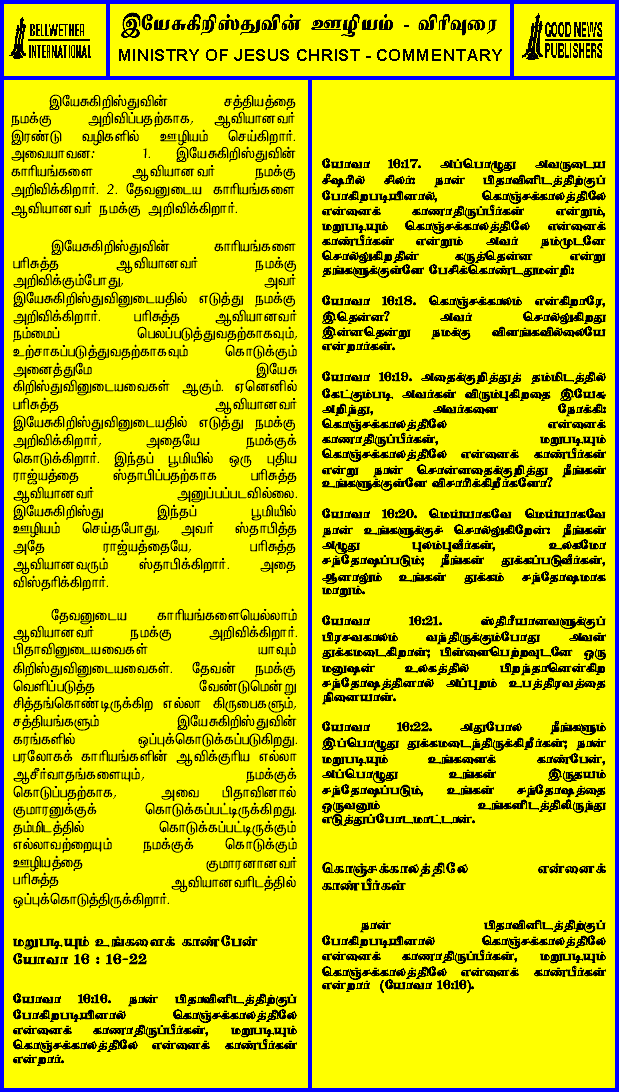 BELLWETHER
INTERNATIONAL
இயேசுகிறிஸ்துவின் ஊழியம் - விரிவுரை
MINISTRY OF JESUS CHRIST - COMMENTARY
GOOD NEWS
PUBLISHERS
இயேசுகிறிஸ்துவின் சத்தியத்தை
நமக்கு அறிவிப்பதற்காக, ஆவியானவர்
இரண்டு வழிகளில் ஊழியம் செய்கிறார்.
அவையாவன: 1. இயேசுகிறிஸ்துவின்
காரியங்களை ஆவியானவர் நமக்கு
அறிவிக்கிறார். 2. தேவனுடைய காரியங்களை
ஆவியானவர் நமக்கு அறிவிக்கிறார்.
இயேசுகிறிஸ்துவின் காரியங்களை
பரிசுத்த ஆவியானவர் நமக்கு
அறிவிக்கும்போது, அவர்
இயேசுகிறிஸ்துவினுடையதில் எடுத்து நமக்கு
அறிவிக்கிறார். பரிசுத்த ஆவியானவர்
நம்மைப் பெலப்படுத்துவதற்காகவும்,
உற்சாகப்படுத்துவதற்காகவும் கொடுக்கும்
அனைத்துமே இயேசு
கிறிஸ்துவினுடையவைகள் ஆகும். ஏனெனில்
பரிசுத்த ஆவியானவர்
இயேசுகிறிஸ்துவினுடையதில் எடுத்து நமக்கு
அறிவிக்கிறார், அதையே நமக்குக்
கொடுக்கிறார். இந்தப் பூமியில் ஒரு புதிய
ராஜ்யத்தை ஸ்தாபிப்பதற்காக பரிசுத்த
ஆவியானவர் அனுப்பப்படவில்லை.
இயேசுகிறிஸ்து இந்தப் பூமியில்
ஊழியம் செய்தபோது, அவர் ஸ்தாபித்த
அதே ராஜ்யத்தையே, பரிசுத்த
ஆவியானவரும் ஸ்தாபிக்கிறார். அதை
விஸ்தரிக்கிறார்.
தேவனுடைய காரியங்களையெல்லாம்
ஆவியானவர் நமக்கு அறிவிக்கிறார்.
பிதாவினுடையவைகள் யாவும்
கிறிஸ்துவினுடையவைகள். தேவன் நமக்கு
வெளிப்படுத்த வேண்டுமென்று
சித்தங்கொண்டிருக்கிற எல்லா கிருபைகளும்,
சத்தியங்களும் இயேசுகிறிஸ்துவின்
கரங்களில் ஒப்புக்கொடுக்கப்படுகிறது.
பரலோகக் காரியங்களின் ஆவிக்குரிய எல்லா
ஆசீர்வாதங்களையும், நமக்குக்
கொடுப்பதற்காக, அவை பிதாவினால்
குமாரனுக்குக் கொடுக்கப்பட்டிருக்கிறது.
தம்மிடத்தில் கொடுக்கப்பட்டிருக்கும்
எல்லாவற்றையும் நமக்குக் கொடுக்கும்
ஊழியத்தை குமாரனானவர்
பரிசுத்த ஆவியானவரிடத்தில்
ஒப்புக்கொடுத்திருக்கிறார்.
மறுபடியும் உங்களைக் காண்பேன்
யோவா 16 : 16-22
யோவா 16:16. நான் பிதாவினிடத்திற்குப்
போகிறபடியினால் கொஞ்சக்காலத்திலே
என்னைக் காணாதிருப்பீர்கள், மறுபடியும்
கொஞ்சக்காலத்திலே என்னைக் காண்பீர்கள்
என்றார்.
யோவா 16:17. அப்பொழுது அவருடைய
சீஷரில் சிலர்: நான் பிதாவினிடத்திற்குப்
போகிறபடியினால், கொஞ்சக்காலத்திலே
என்னைக் காணாதிருப்பீர்கள் என்றும்,
மறுபடியும் கொஞ்சக்காலத்திலே என்னைக்
காண்பீர்கள் என்றும் அவர் நம்முடனே
சொல்லுகிறதின் கருத்தென்ன என்று
தங்களுக்குள்ளே பேசிக்கொண்டதுமன்றி:
யோவா 16:18. கொஞ்சக்காலம் என்கிறாரே,
இதென்ன? அவர் சொல்லுகிறது
இன்னதென்று நமக்கு விளங்கவில்லையே
என்றார்கள்.
யோவா 16:19. அதைக்குறித்துத் தம்மிடத்தில்
கேட்கும்படி அவர்கள் விரும்புகிறதை இயேசு
அறிந்து, அவர்களை நோக்கி:
கொஞ்சக்காலத்திலே என்னைக்
காணாதிருப்பீர்கள், மறுபடியும்
கொஞ்சக்காலத்திலே என்னைக் காண்பீர்கள்
என்று நான் சொன்னதைக்குறித்து நீங்கள்
உங்களுக்குள்ளே விசாரிக்கிறீர்களோ?
யோவா 16:20. மெய்யாகவே மெய்யாகவே
நான் உங்களுக்குச் சொல்லுகிறேன்: நீங்கள்
அழுது புலம்புவீர்கள், உலகமோ
சந்தோஷப்படும்; நீங்கள் துக்கப்படுவீர்கள்,
ஆனாலும் உங்கள் துக்கம் சந்தோஷமாக
மாறும்.
யோவா 16:21. ஸ்திரீயானவளுக்குப்
பிரசவகாலம் வந்திருக்கும்போது அவள்
துக்கமடைகிறாள்; பிள்ளைபெற்றவுடனே ஒரு
மனுஷன் உலகத்தில் பிறந்தானென்கிற
சந்தோஷத்தினால் அப்புறம் உபத்திரவத்தை
நினையாள்.
யோவா 16:22. அதுபோல நீங்களும்
இப்பொழுது துக்கமடைந்திருக்கிறீர்கள்; நான்
மறுபடியும் உங்களைக் காண்பேன்,
அப்பொழுது உங்கள் இருதயம்
சந்தோஷப்படும், உங்கள் சந்தோஷத்தை
ஒருவனும் உங்களிடத்திலிருந்து
எடுத்துப்போடமாட்டான்.
கொஞ்சக்காலத்திலே என்னைக்
காண்பீர்கள்
நான் பிதாவினிடத்திற்குப்
போகிறபடியினால் கொஞ்சக்காலத்திலே
என்னைக் காணாதிருப்பீர்கள், மறுபடியும்
கொஞ்சக்காலத்திலே என்னைக் காண்பீர்கள்
என்றார் (யோவா 16:16).